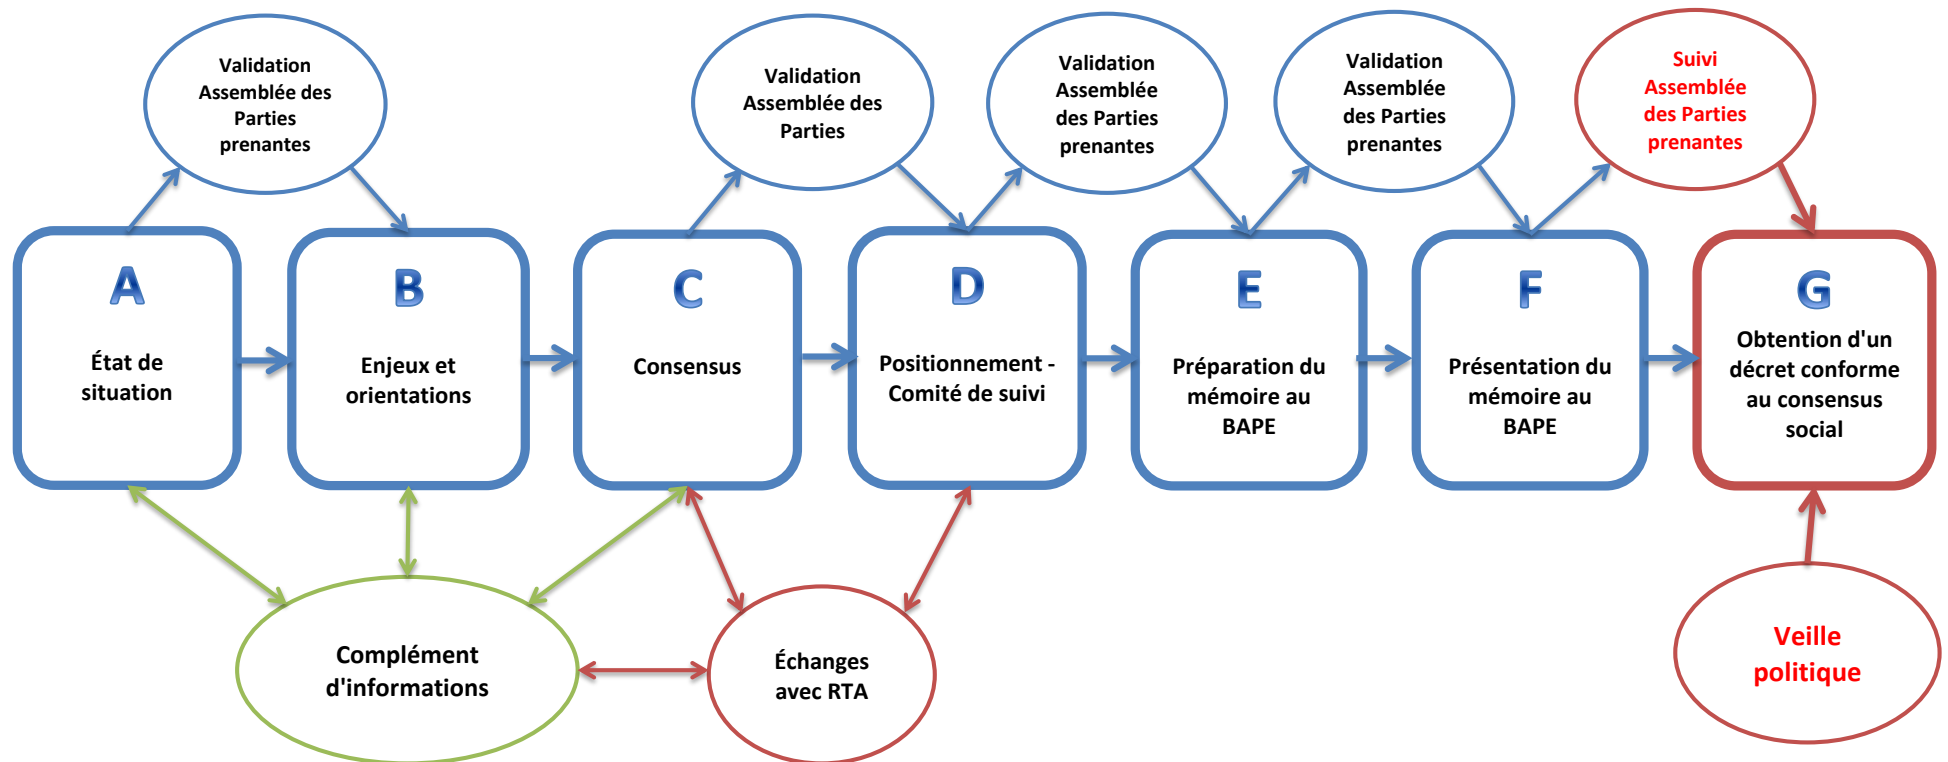 Validation
Assemblée des
Parties
prenantes
Validation
Assemblée des
Parties
Validation
Assemblée
des Parties
prenantes
Validation
Assemblée
des Parties
prenantes
Suivi
Assemblée
des Parties
prenantes
A
État de
situation
B
Enjeux et
orientations
C
Consensus
D
Positionnement -
Comité de suivi
E
Préparation du
mémoire au
BAPE
F
Présentation du
mémoire au
BAPE
G
Obtention d'un
décret conforme
au consensus
social
Complément
d'informations
Échanges
avec RTA
Veille
politique